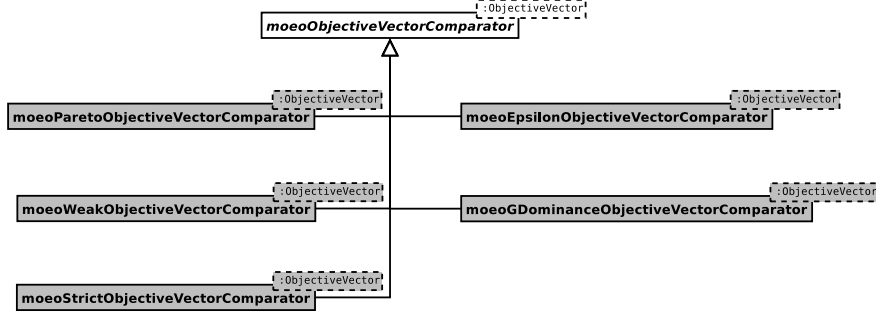 :ObjectiveVector
moeoObjectiveVectorComparator
:ObjectiveVector
moeoParetoObjectiveVectorComparator
:ObjectiveVector
moeoEpsilonObjectiveVectorComparator
:ObjectiveVector
moeoWeakObjectiveVectorComparator
:ObjectiveVector
moeoGDominanceObjectiveVectorComparator
:ObjectiveVector
moeoStrictObjectiveVectorComparator